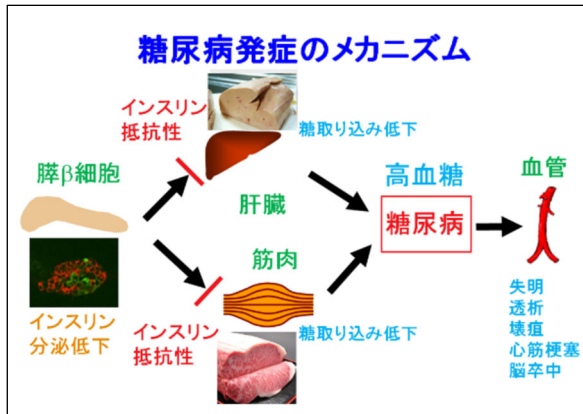 糖尿病発症のメカニズム
インスリン
抵抗性
糖取り込み低下
膵β細胞
肝臓
高血糖
血管
糖尿病
筋肉
インスリン
分泌低下
インスリン
抵抗性
糖取り込み低下
失明
透析
壊疽
心筋梗塞
脳卒中